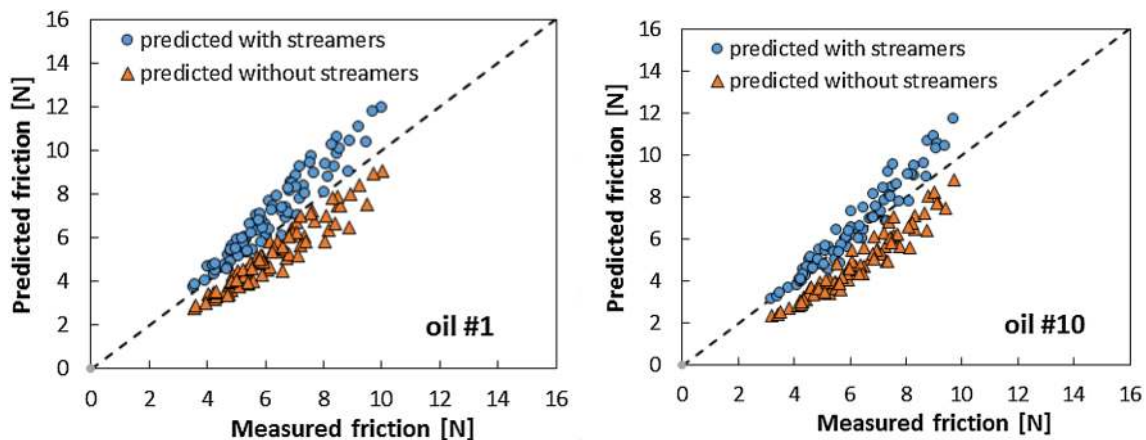 16
14
12
10
8
6
4
2
0
Predicted friction [N]
predicted with streamers
predicted without streamers
oil #1
0 2 4 6 8 10 12 14 16
Measured friction [N]
16
14
12
10
8
6
4
2
0
Predicted friction [N]
predicted with streamers
predicted without streamers
oil #10
0 2 4 6 8 10 12 14 16
Measured friction [N]